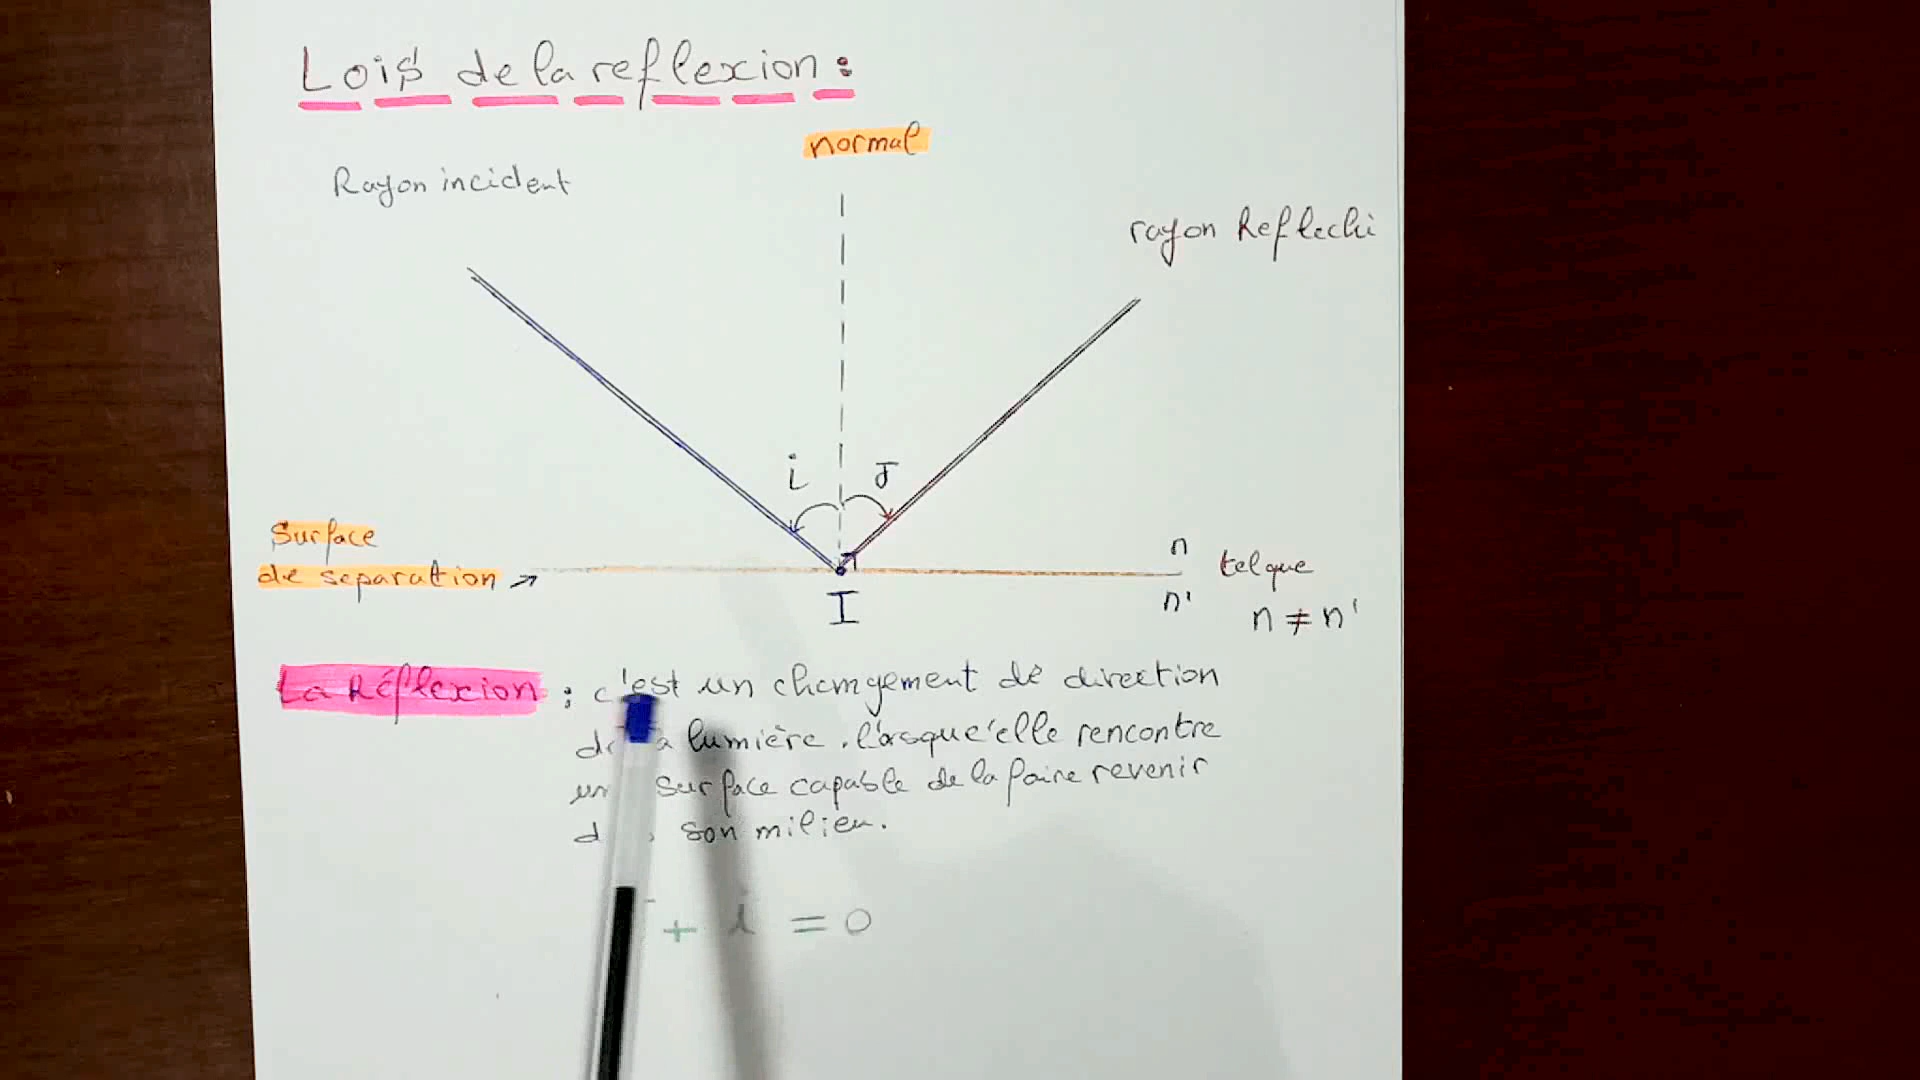 Lois de la reflexion :
normal
Rayon incident
rayon Reflechi
i
J
Surface
de separation →
n
n'
tel que
n ≠ n'
I
La Réflexion : c'est un changement de direction
lumière. lorsque'elle rencontre
surface capable de la faire revenir
son milieu.
+ i = 0